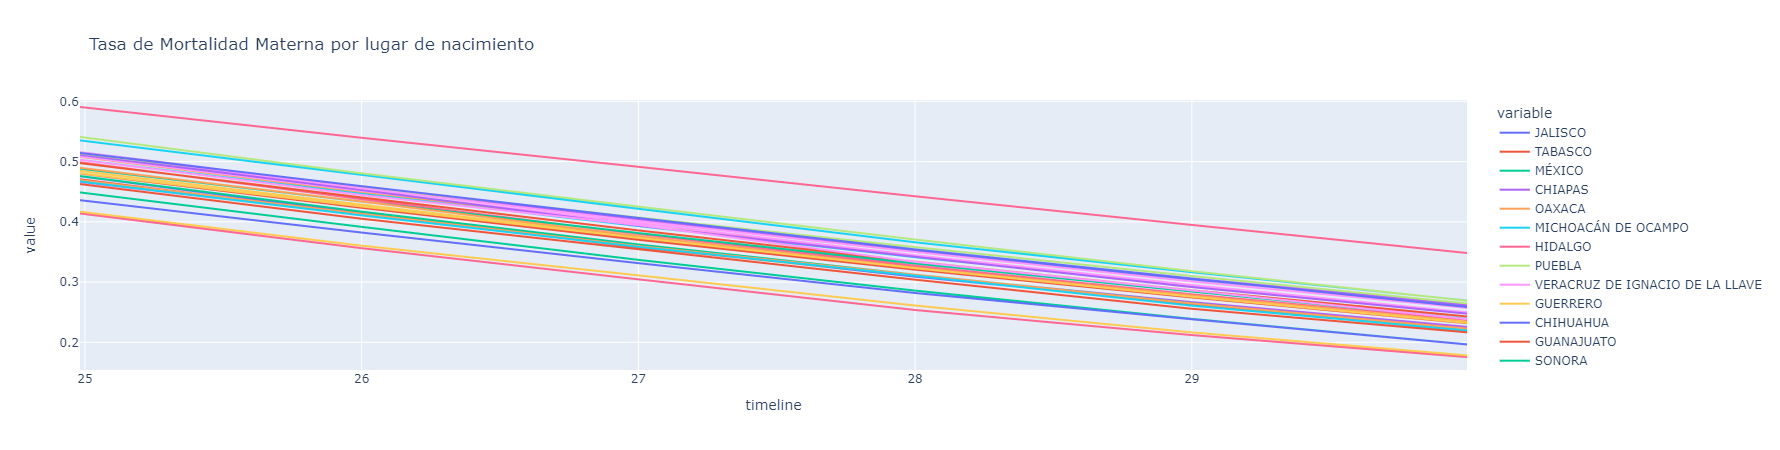 Tasa de Mortalidad Materna por lugar de nacimiento
value
0.6
0.5
0.4
0.3
0.2
25 26 27 28 29
timeline
variable
JALISCO
TABASCO
MÉXICO
CHIAPAS
OAXACA
MICHOACÁN DE OCAMPO
HIDALGO
PUEBLA
VERACRUZ DE IGNACIO DE LA LLAVE
GUERRERO
CHIHUAHUA
GUANAJUATO
SONORA